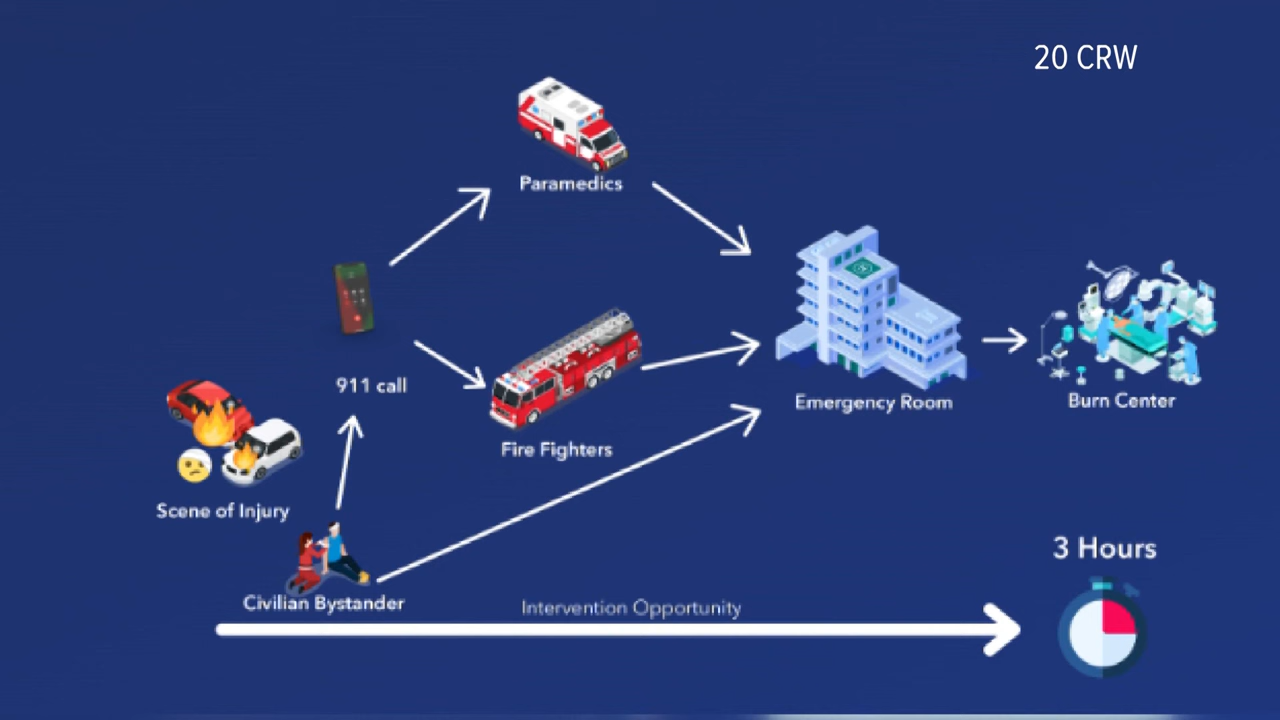 20 CRW
Paramedics
911 call
Fire Fighters
Emergency Room
Burn Center
Scene of Injury
Civilian Bystander
Intervention Opportunity
3 Hours